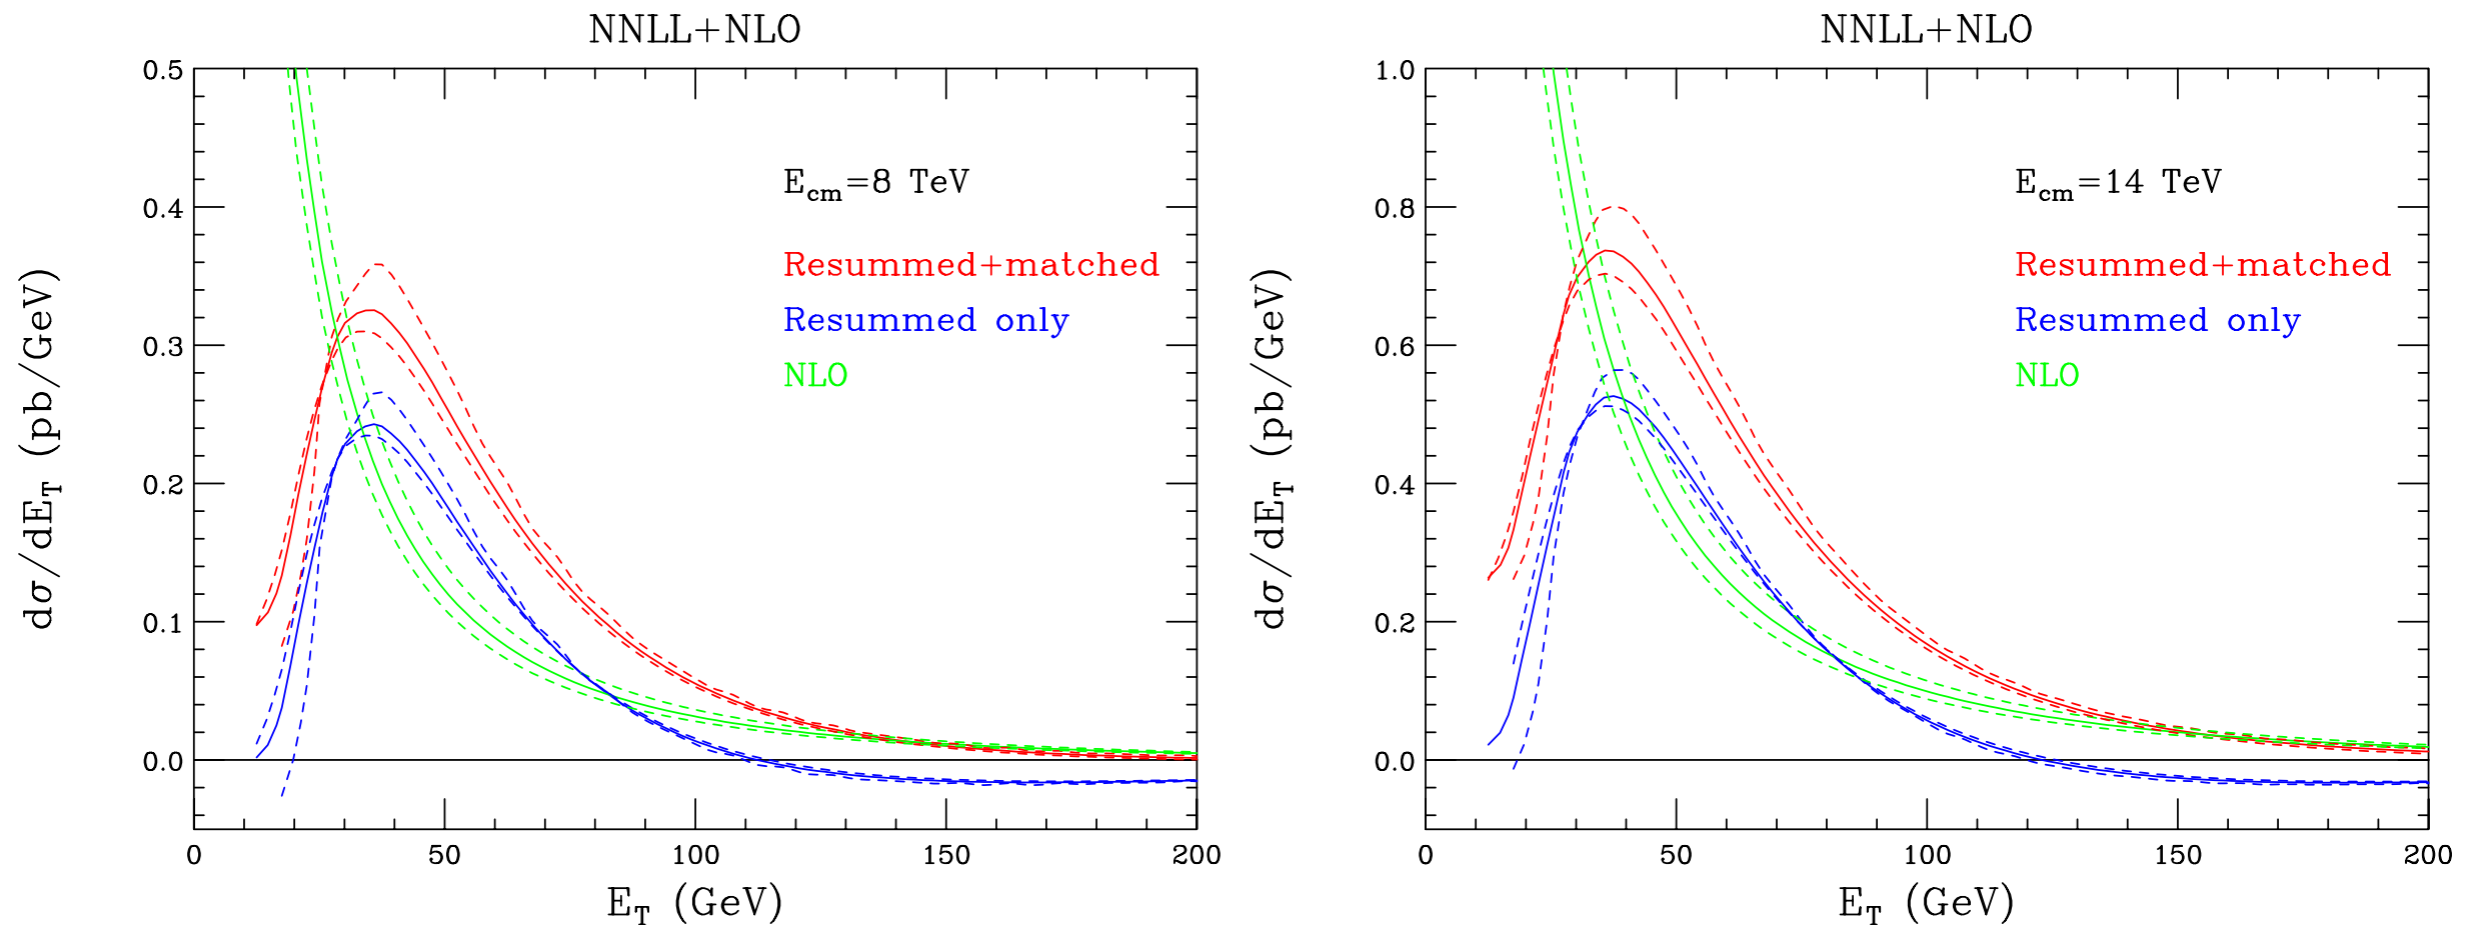 NNLL+NLO
0.5
0.4
0.3
0.2
0.1
0.0
dσ/dE_T (pb/GeV)
E_cm=8 TeV
Resummed+matched
Resummed only
NLO
0 50 100 150 200
E_T (GeV)
NNLL+NLO
1.0
0.8
0.6
0.4
0.2
0.0
dσ/dE_T (pb/GeV)
E_cm=14 TeV
Resummed+matched
Resummed only
NLO
0 50 100 150 200
E_T (GeV)